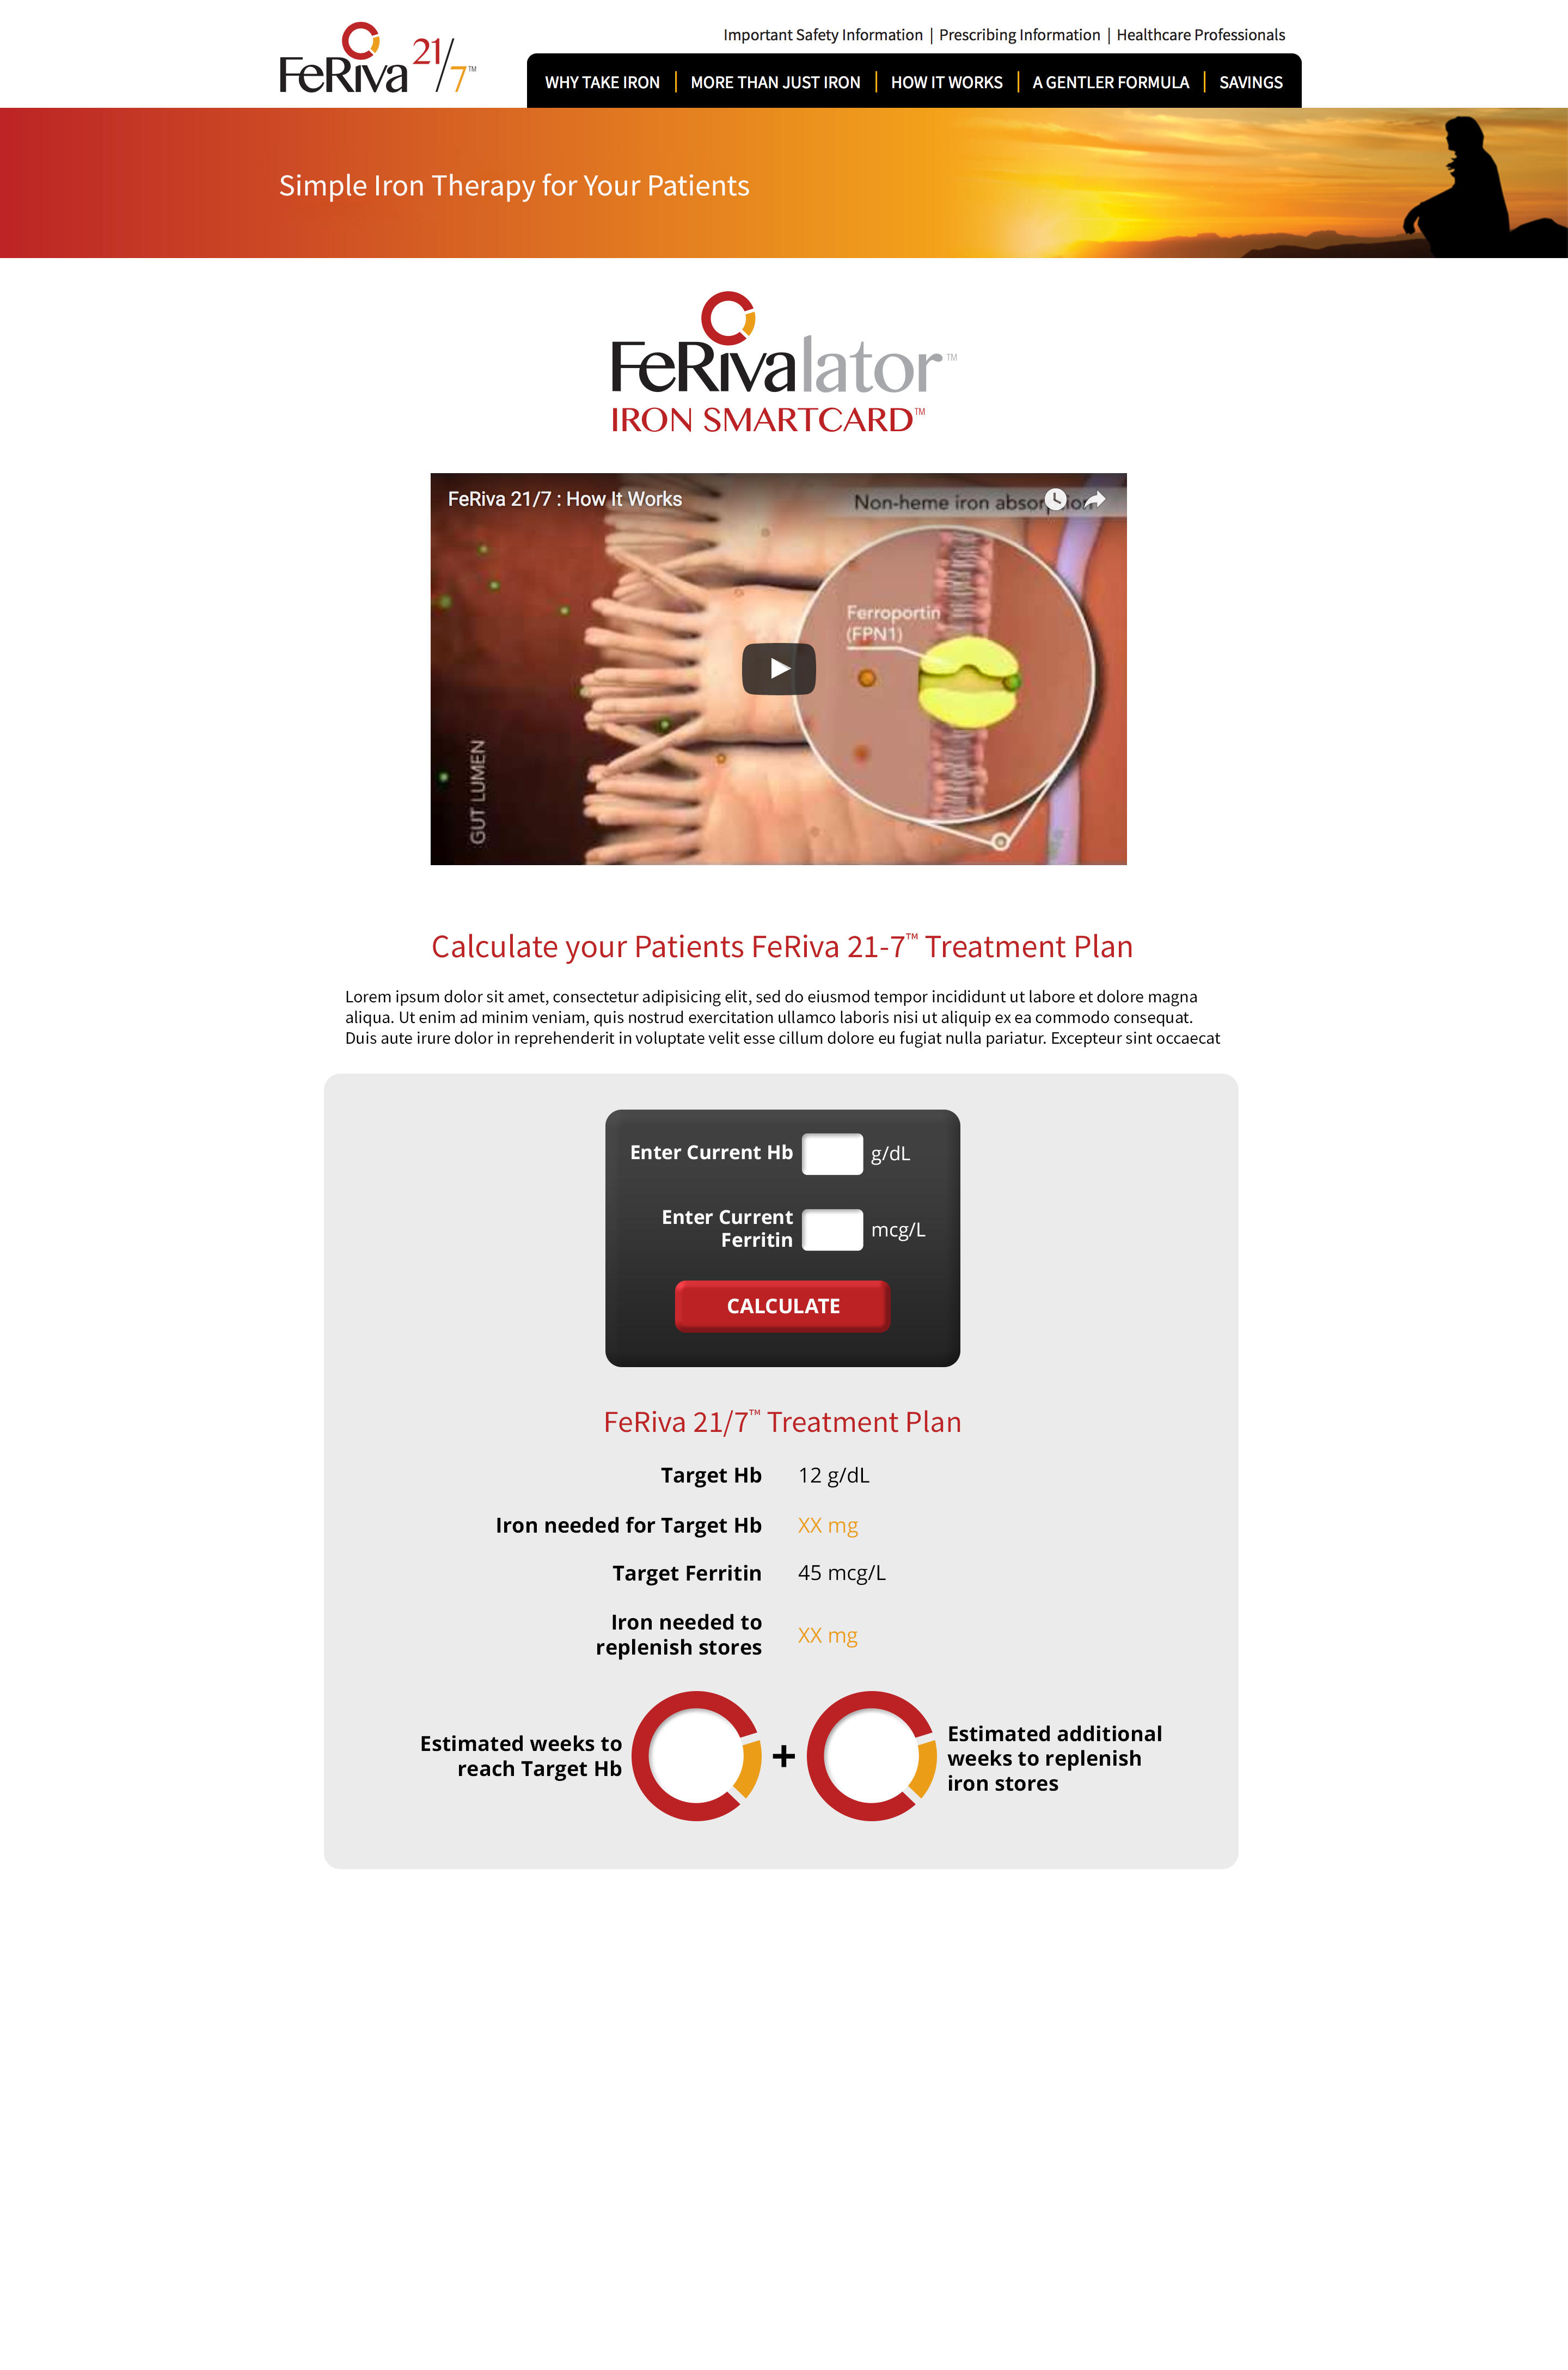 FeRiva 21/7™
Important Safety Information | Prescribing Information | Healthcare Professionals
WHY TAKE IRON | MORE THAN JUST IRON | HOW IT WORKS | A GENTLER FORMULA | SAVINGS
Simple Iron Therapy for Your Patients
FeRivalator™
IRON SMARTCARD™
FeRiva 21/7 : How It Works
Non-heme iron absorption
Ferroportin
(FPN1)
GUT LUMEN
Calculate your Patients FeRiva 21-7™ Treatment Plan
Lorem ipsum dolor sit amet, consectetur adipisicing elit, sed do eiusmod tempor incididunt ut labore et dolore magna
aliqua. Ut enim ad minim veniam, quis nostrud exercitation ullamco laboris nisi ut aliquip ex ea commodo consequat.
Duis aute irure dolor in reprehenderit in voluptate velit esse cillum dolore eu fugiat nulla pariatur. Excepteur sint occaecat
Enter Current Hb g/dL
Enter Current
Ferritin mcg/L
CALCULATE
FeRiva 21/7™ Treatment Plan
Target Hb 12 g/dL
Iron needed for Target Hb XX mg
Target Ferritin 45 mcg/L
Iron needed to
replenish stores XX mg
Estimated weeks to
reach Target Hb
+
Estimated additional
weeks to replenish
iron stores